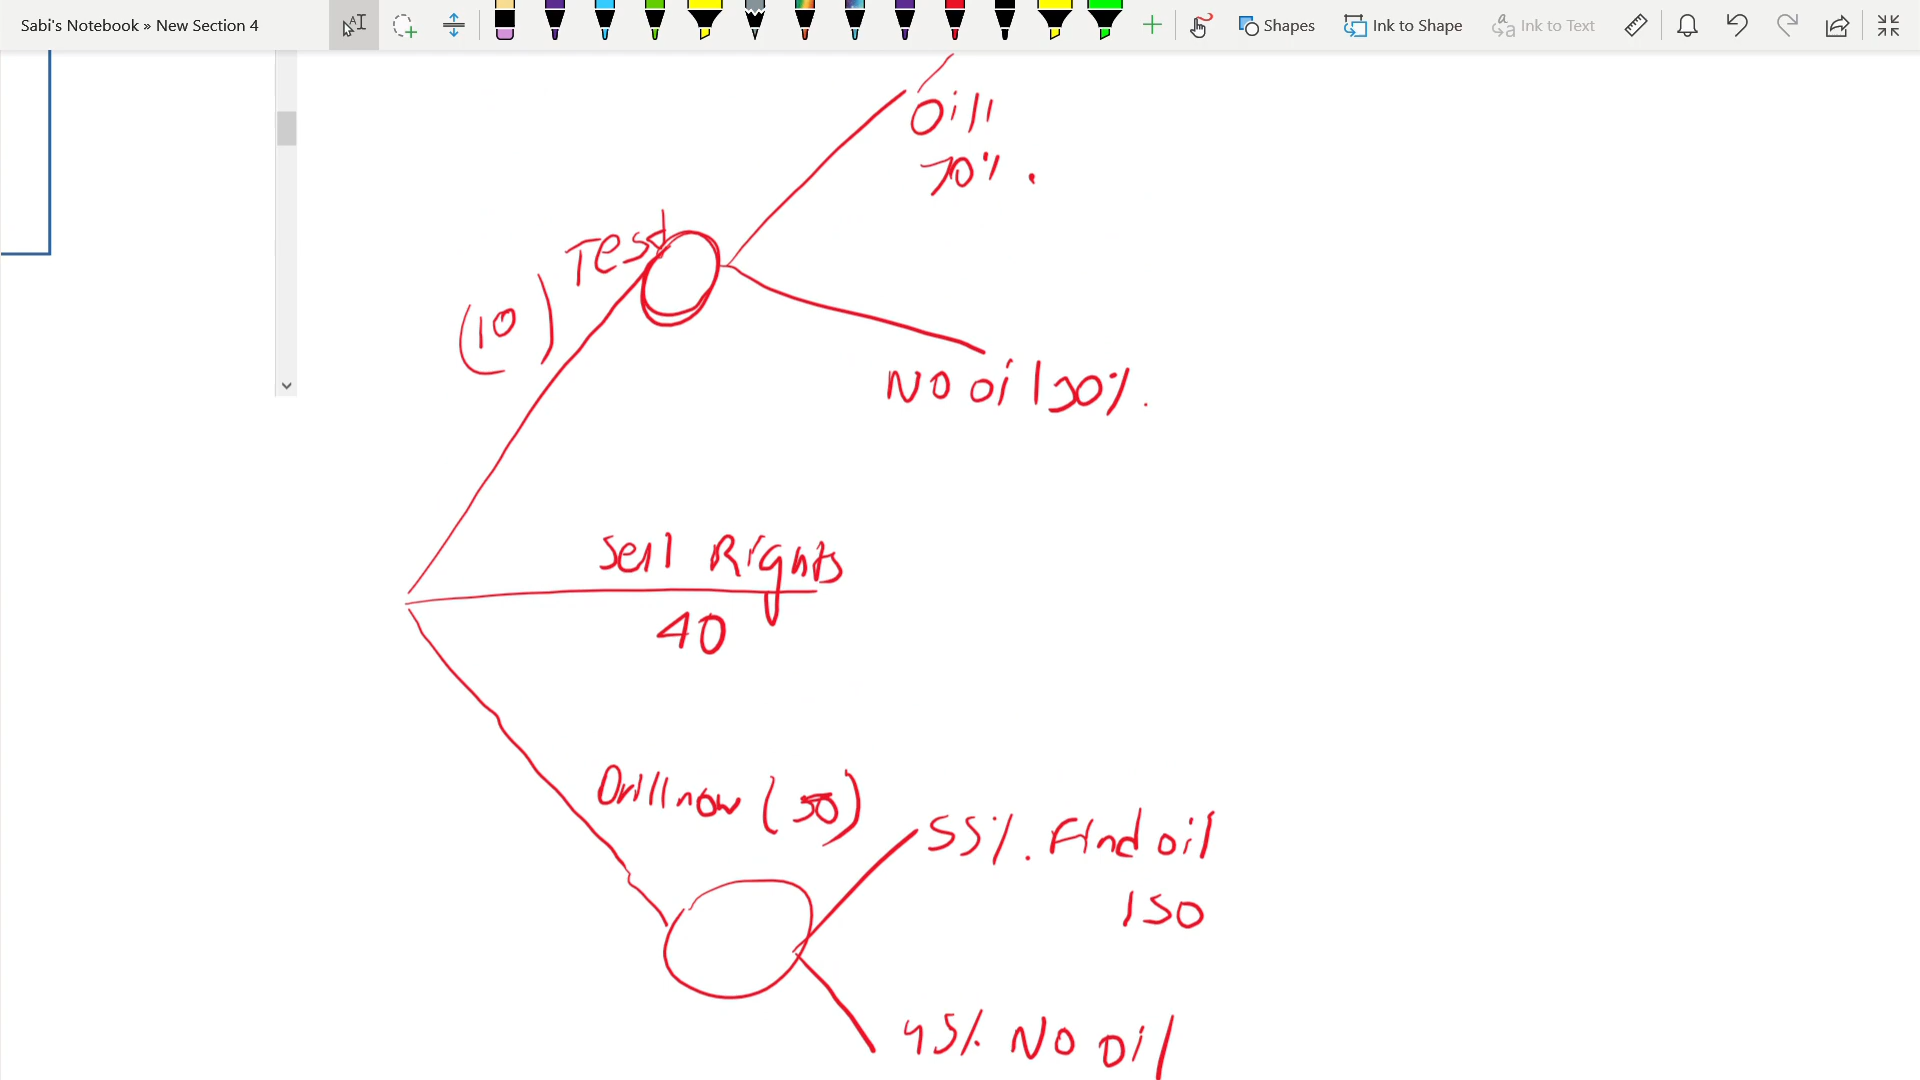 Sabi's Notebook » New Section 4
Shapes
Ink to Shape
Ink to Text
Oill
70%.
Test
(10)
NO Oil 30%.
Sell Rights
40
Drill now (50)
55%. Find oil
150
45% NO Oil